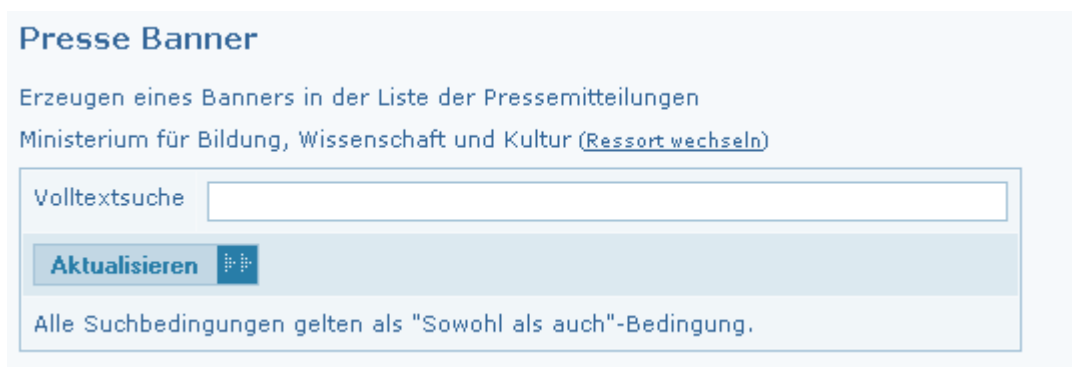 Presse Banner
Erzeugen eines Banners in der Liste der Pressemitteilungen
Ministerium für Bildung, Wissenschaft und Kultur (Ressort wechseln)
Volltextsuche
Aktualisieren
Alle Suchbedingungen gelten als "Sowohl als auch"-Bedingung.